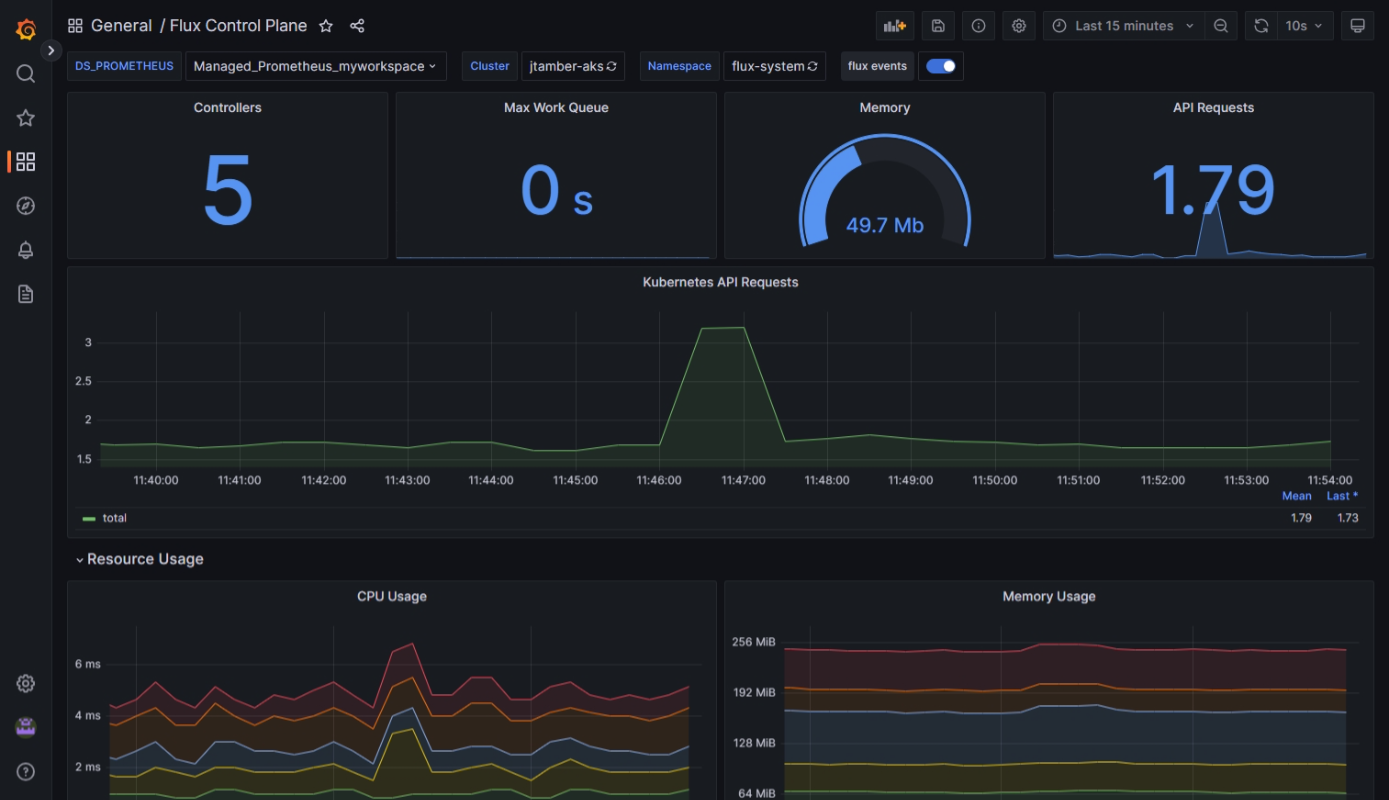 General / Flux Control Plane
Last 15 minutes
10s
DS_PROMETHEUS Managed_Prometheus_myworkspace Cluster jtamber-aks Namespace flux-system flux events
Controllers
5
Max Work Queue
0 s
Memory
49.7 Mb
API Requests
1.79
Kubernetes API Requests
3
2.5
2
1.5
11:40:00 11:41:00 11:42:00 11:43:00 11:44:00 11:45:00 11:46:00 11:47:00 11:48:00 11:49:00 11:50:00 11:51:00 11:52:00 11:53:00 11:54:00
Mean Last *
total 1.79 1.73
Resource Usage
CPU Usage
6 ms
4 ms
2 ms
Memory Usage
256 MiB
192 MiB
128 MiB
64 MiB